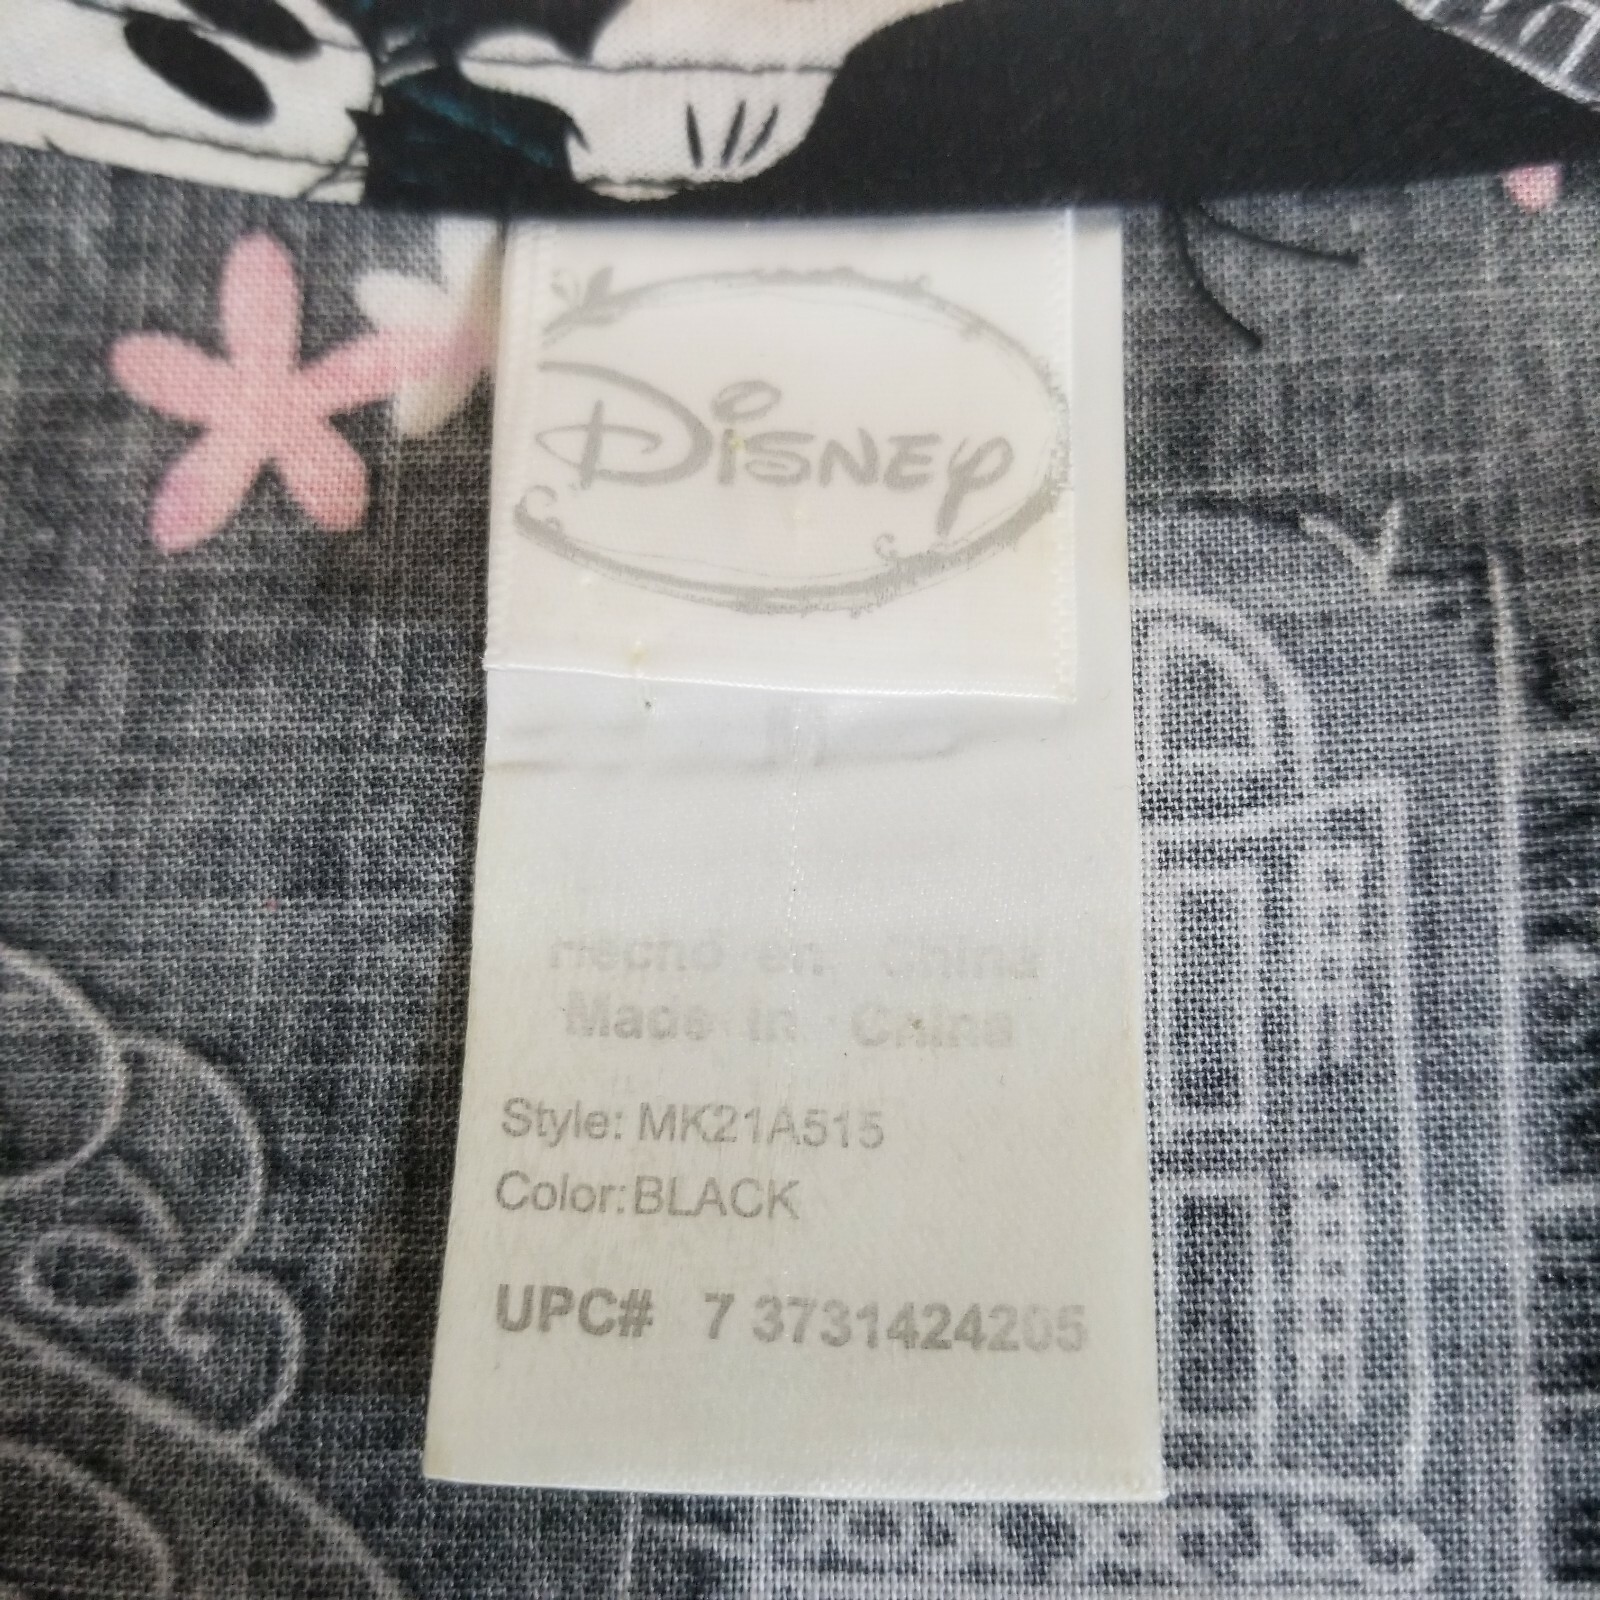 Disney
Hecho en China
Made in China
Style: MK21A515
Color:BLACK
UPC# 7 3731424205